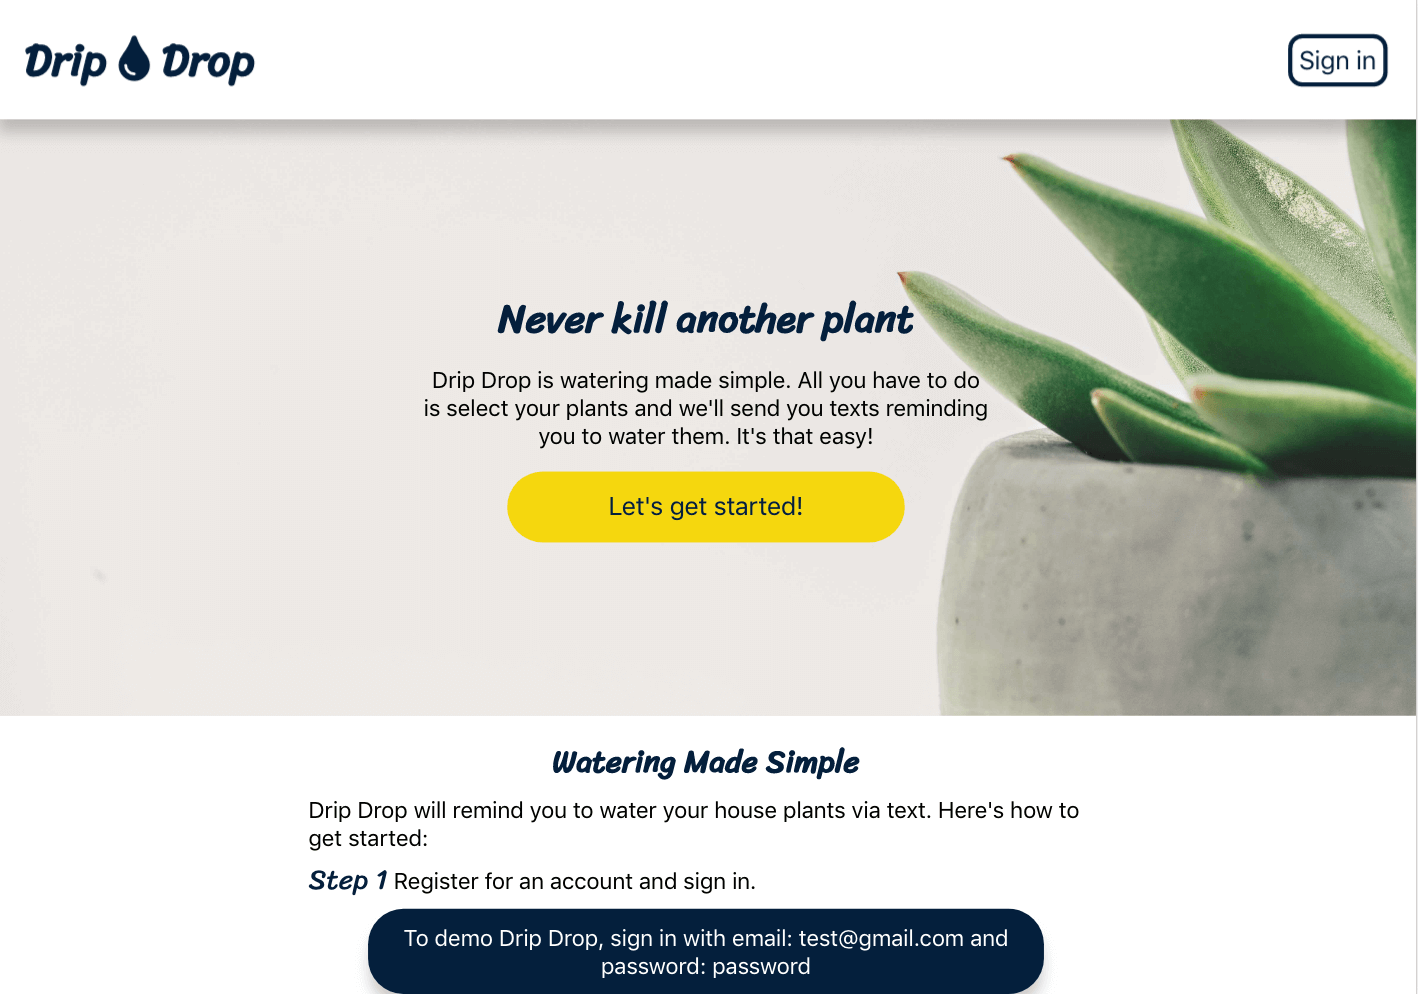 Drip Drop
Sign in
Never kill another plant
Drip Drop is watering made simple. All you have to do
is select your plants and we'll send you texts reminding
you to water them. It's that easy!
Let's get started!
Watering Made Simple
Drip Drop will remind you to water your house plants via text. Here's how to
get started:
Step 1 Register for an account and sign in.
To demo Drip Drop, sign in with email: test@gmail.com and
password: password